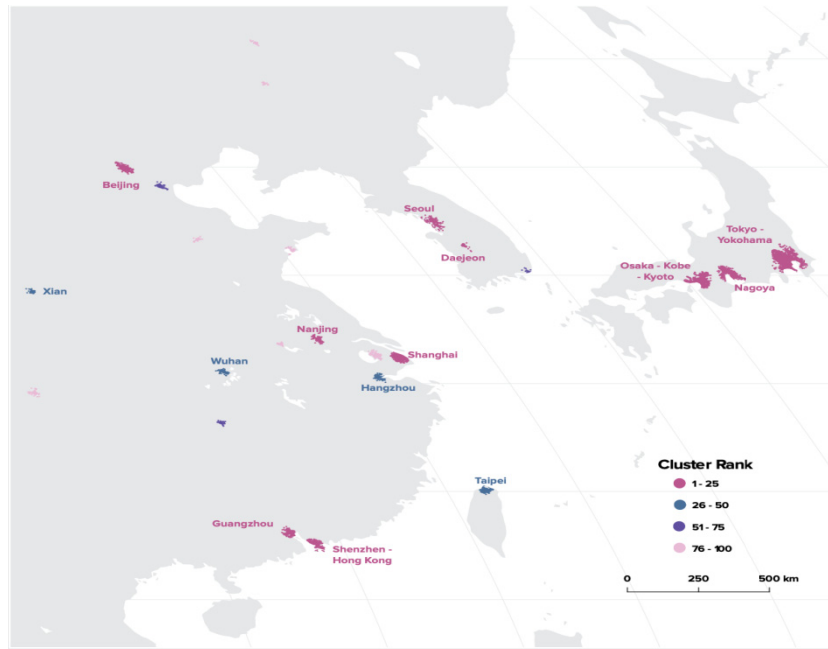 Beijing
Seoul
Tokyo -
Yokohama
Daejeon
Osaka - Kobe
- Kyoto
Nagoya
Xian
Nanjing
Shanghai
Wuhan
Hangzhou
Taipei
Guangzhou
Shenzhen -
Hong Kong
Cluster Rank
1 - 25
26 - 50
51 - 75
76 - 100
0 250 500 km